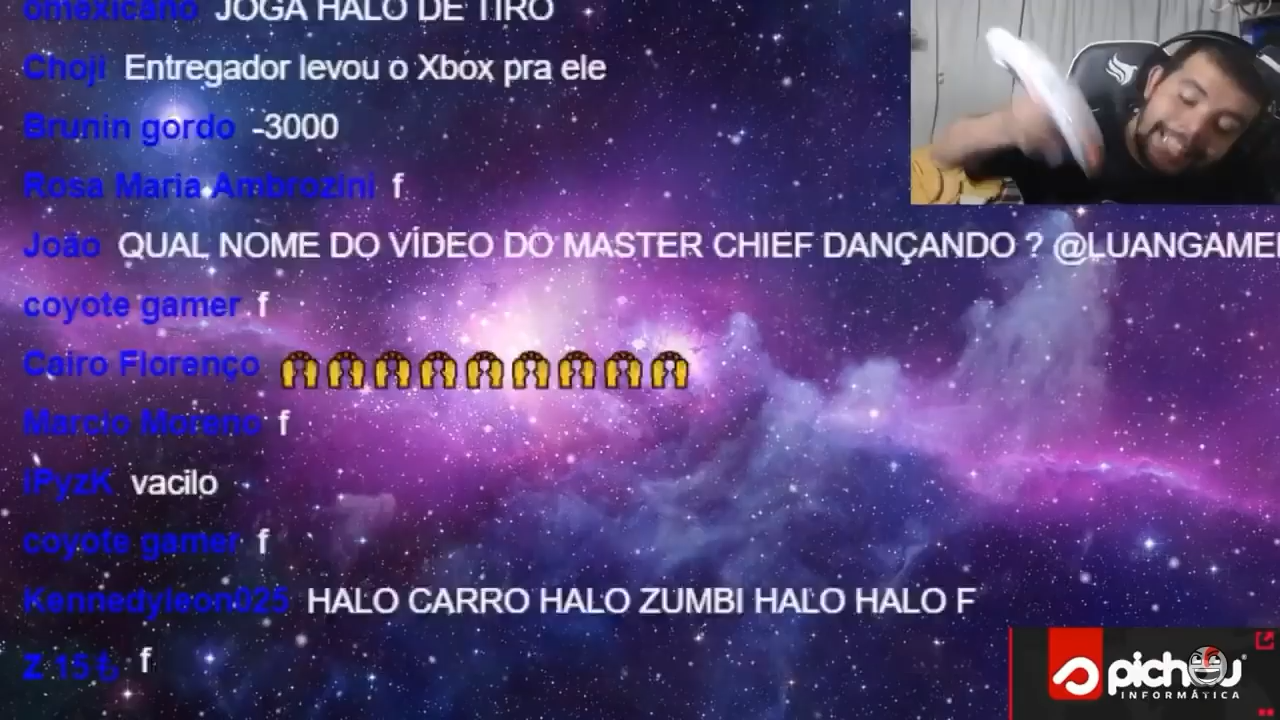 omexicano JOGA HALO DE TIRO
Choji Entregador levou o Xbox pra ele
Brunin gordo -3000
Rosa Maria Ambrozini f
João QUAL NOME DO VÍDEO DO MASTER CHIEF DANÇANDO ? @LUANGAME
coyote gamer f
Cairo Florenço
Marcio Moreno f
iPyzK vacilo
coyote gamer f
Kennedyleon025 HALO CARRO HALO ZUMBI HALO HALO F
Z 15 f
pichau
INFORMÁTICA